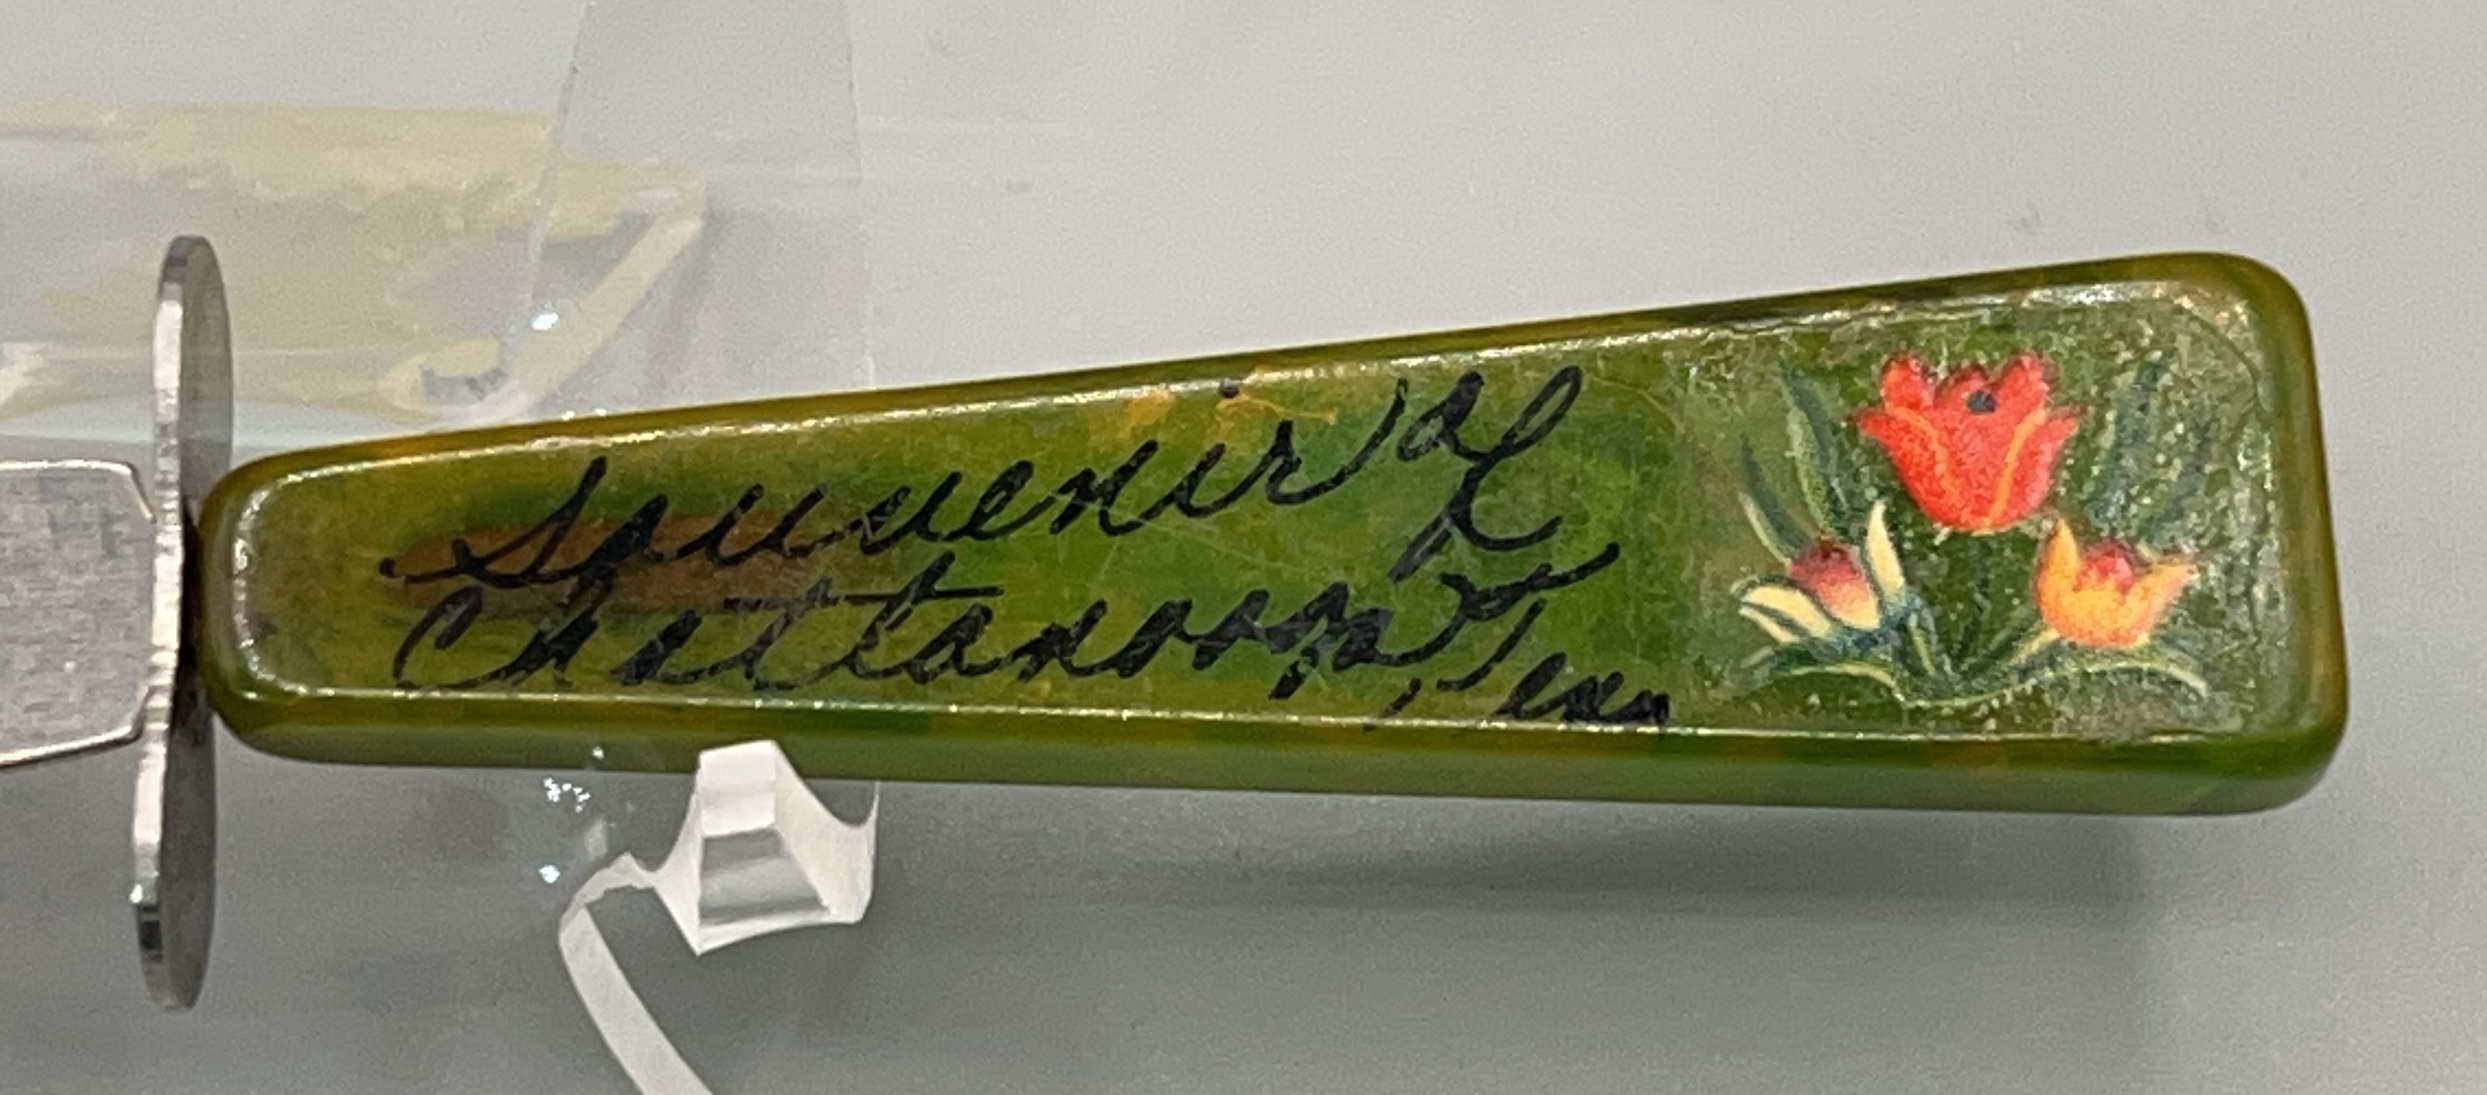 Souvenir of
Chattanooga, Tenn